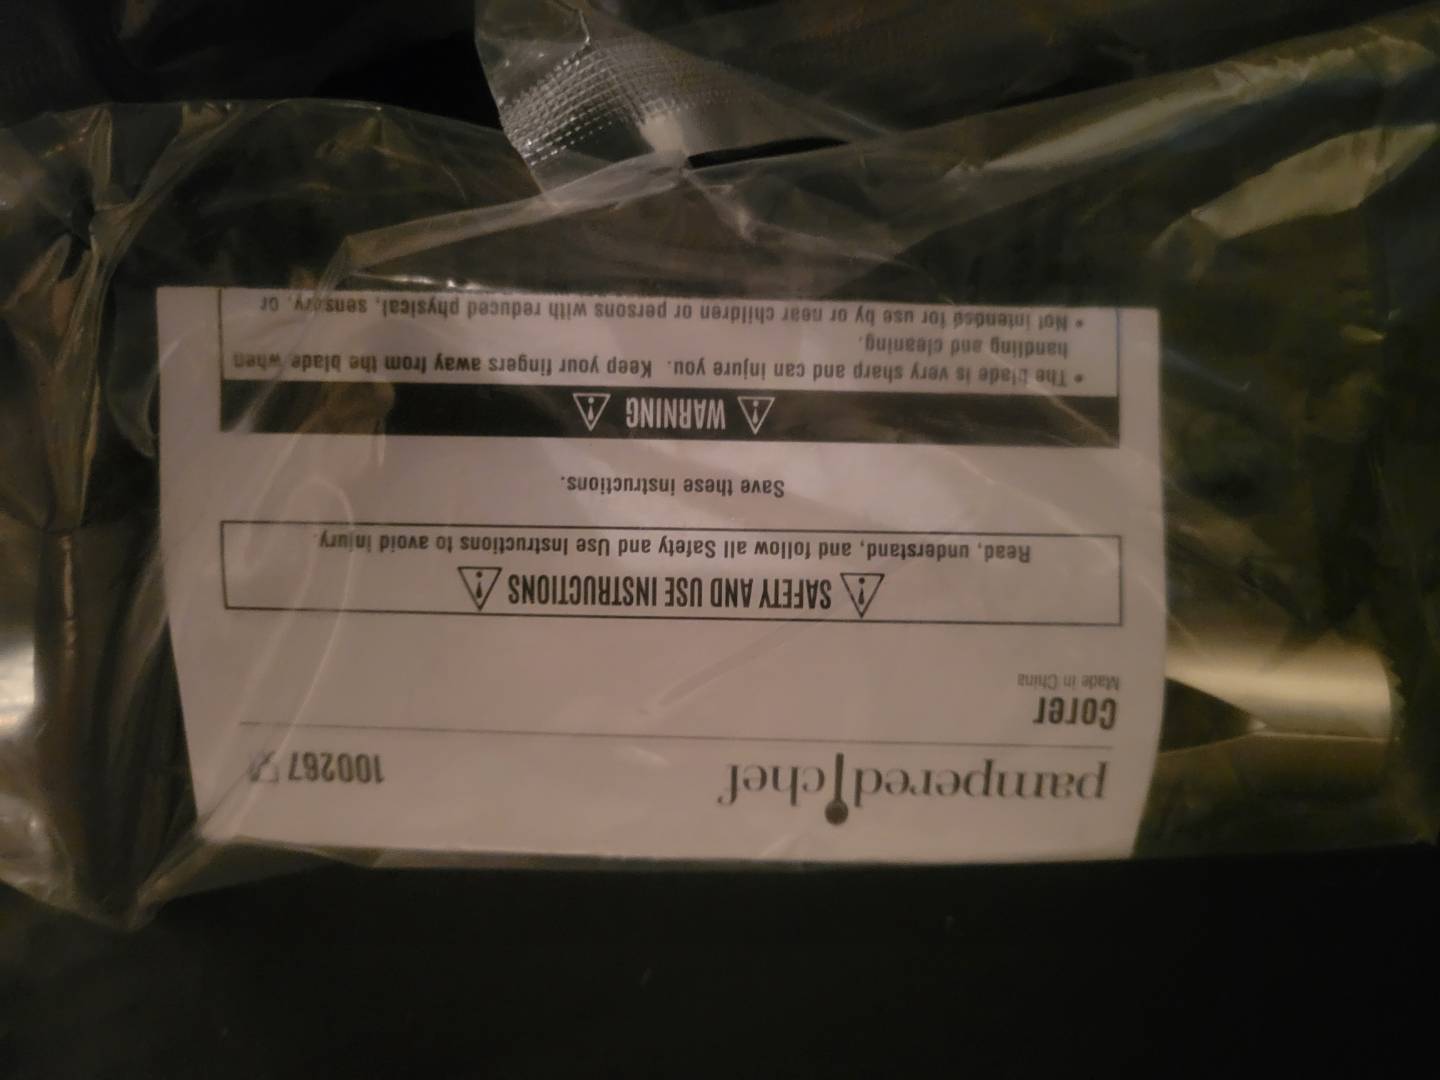 pampered chef 100267
Corer
Made in China
SAFETY AND USE INSTRUCTIONS
Read, understand, and follow all Safety and Use Instructions to avoid injury.
Save these instructions.
WARNING
• The blade is very sharp and can injure you. Keep your fingers away from the blade when
handling and cleaning.
• Not intended for use by or near children or persons with reduced physical, sensory, or